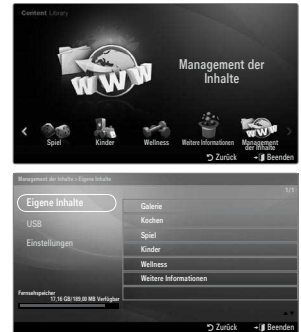 Content Library
WWW
Management der
Inhalte
Spiel
Kinder
Wellness
Weitere Informationen
Management
der Inhalte
Zurück
Beenden
Management der Inhalte > Eigene Inhalte
1/1
Eigene Inhalte
Galerie
Kochen
USB
Spiel
Einstellungen
Kinder
Wellness
Weitere Informationen
Fernsehspeicher
17,16 GB/189,00 MB Verfügbar
Zurück
Beenden